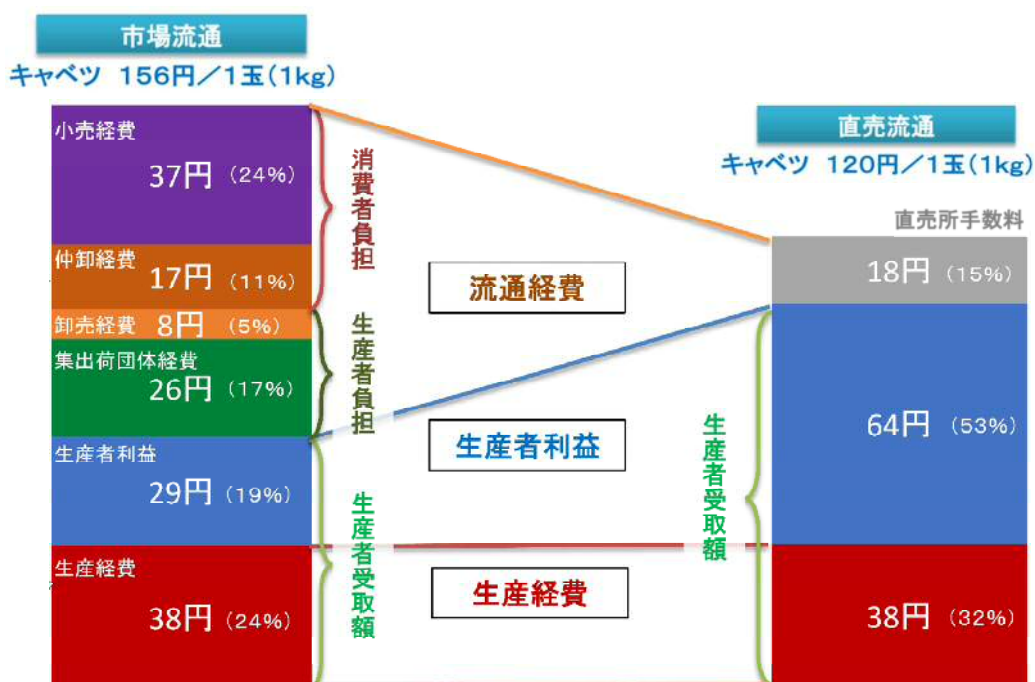 市場流通
キャベツ 156円／1玉(1kg)
小売経費
37円 (24%)
仲卸経費
17円 (11%)
卸売経費 8円 (5%)
集出荷団体経費
26円 (17%)
生産者利益
29円 (19%)
生産経費
38円 (24%)
消費者負担
生産者負担
生産者受取額
流通経費
生産者利益
生産経費
直売流通
キャベツ 120円／1玉(1kg)
直売所手数料
18円 (15%)
64円 (53%)
生産者受取額
38円 (32%)